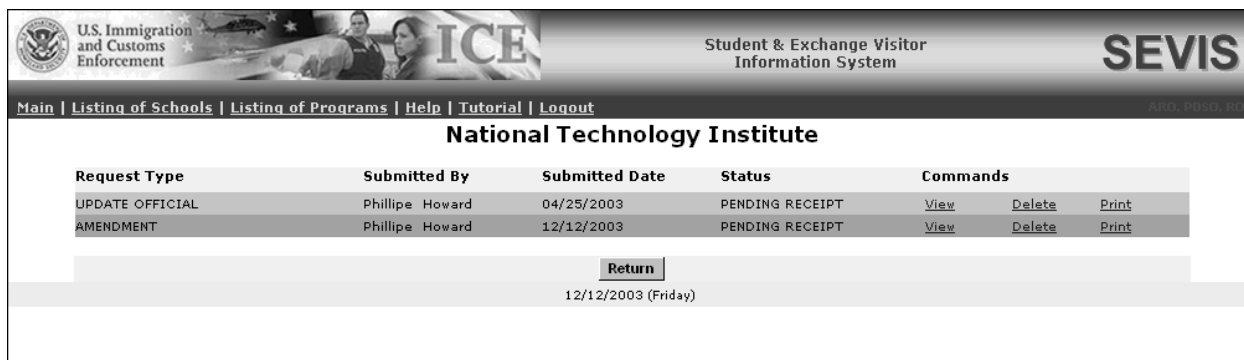 U.S. Immigration
and Customs
Enforcement
ICE
Student & Exchange Visitor
Information System
SEVIS
Main | Listing of Schools | Listing of Programs | Help | Tutorial | Logout
ARO, PDSO, RO
National Technology Institute
Request Type Submitted By Submitted Date Status Commands
UPDATE OFFICIAL Phillipe Howard 04/25/2003 PENDING RECEIPT View Delete Print
AMENDMENT Phillipe Howard 12/12/2003 PENDING RECEIPT View Delete Print
Return
12/12/2003 (Friday)